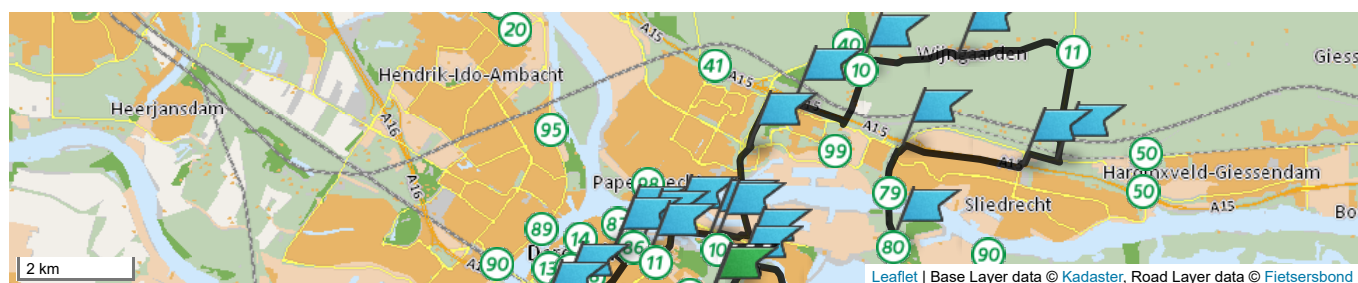 20
A15
40
Wijngaarden
11
Giess
41
10
A15
Hendrik-Ido-Ambacht
Heerjansdam
A16
95
A15
99
50
Hardinxveld-Giessendam
50
98
79
A15
Sliedrecht
A16
87
89
14
86
10
80
90
90
13
11
2 km
Leaflet | Base Layer data © Kadaster, Road Layer data © Fietsersbond